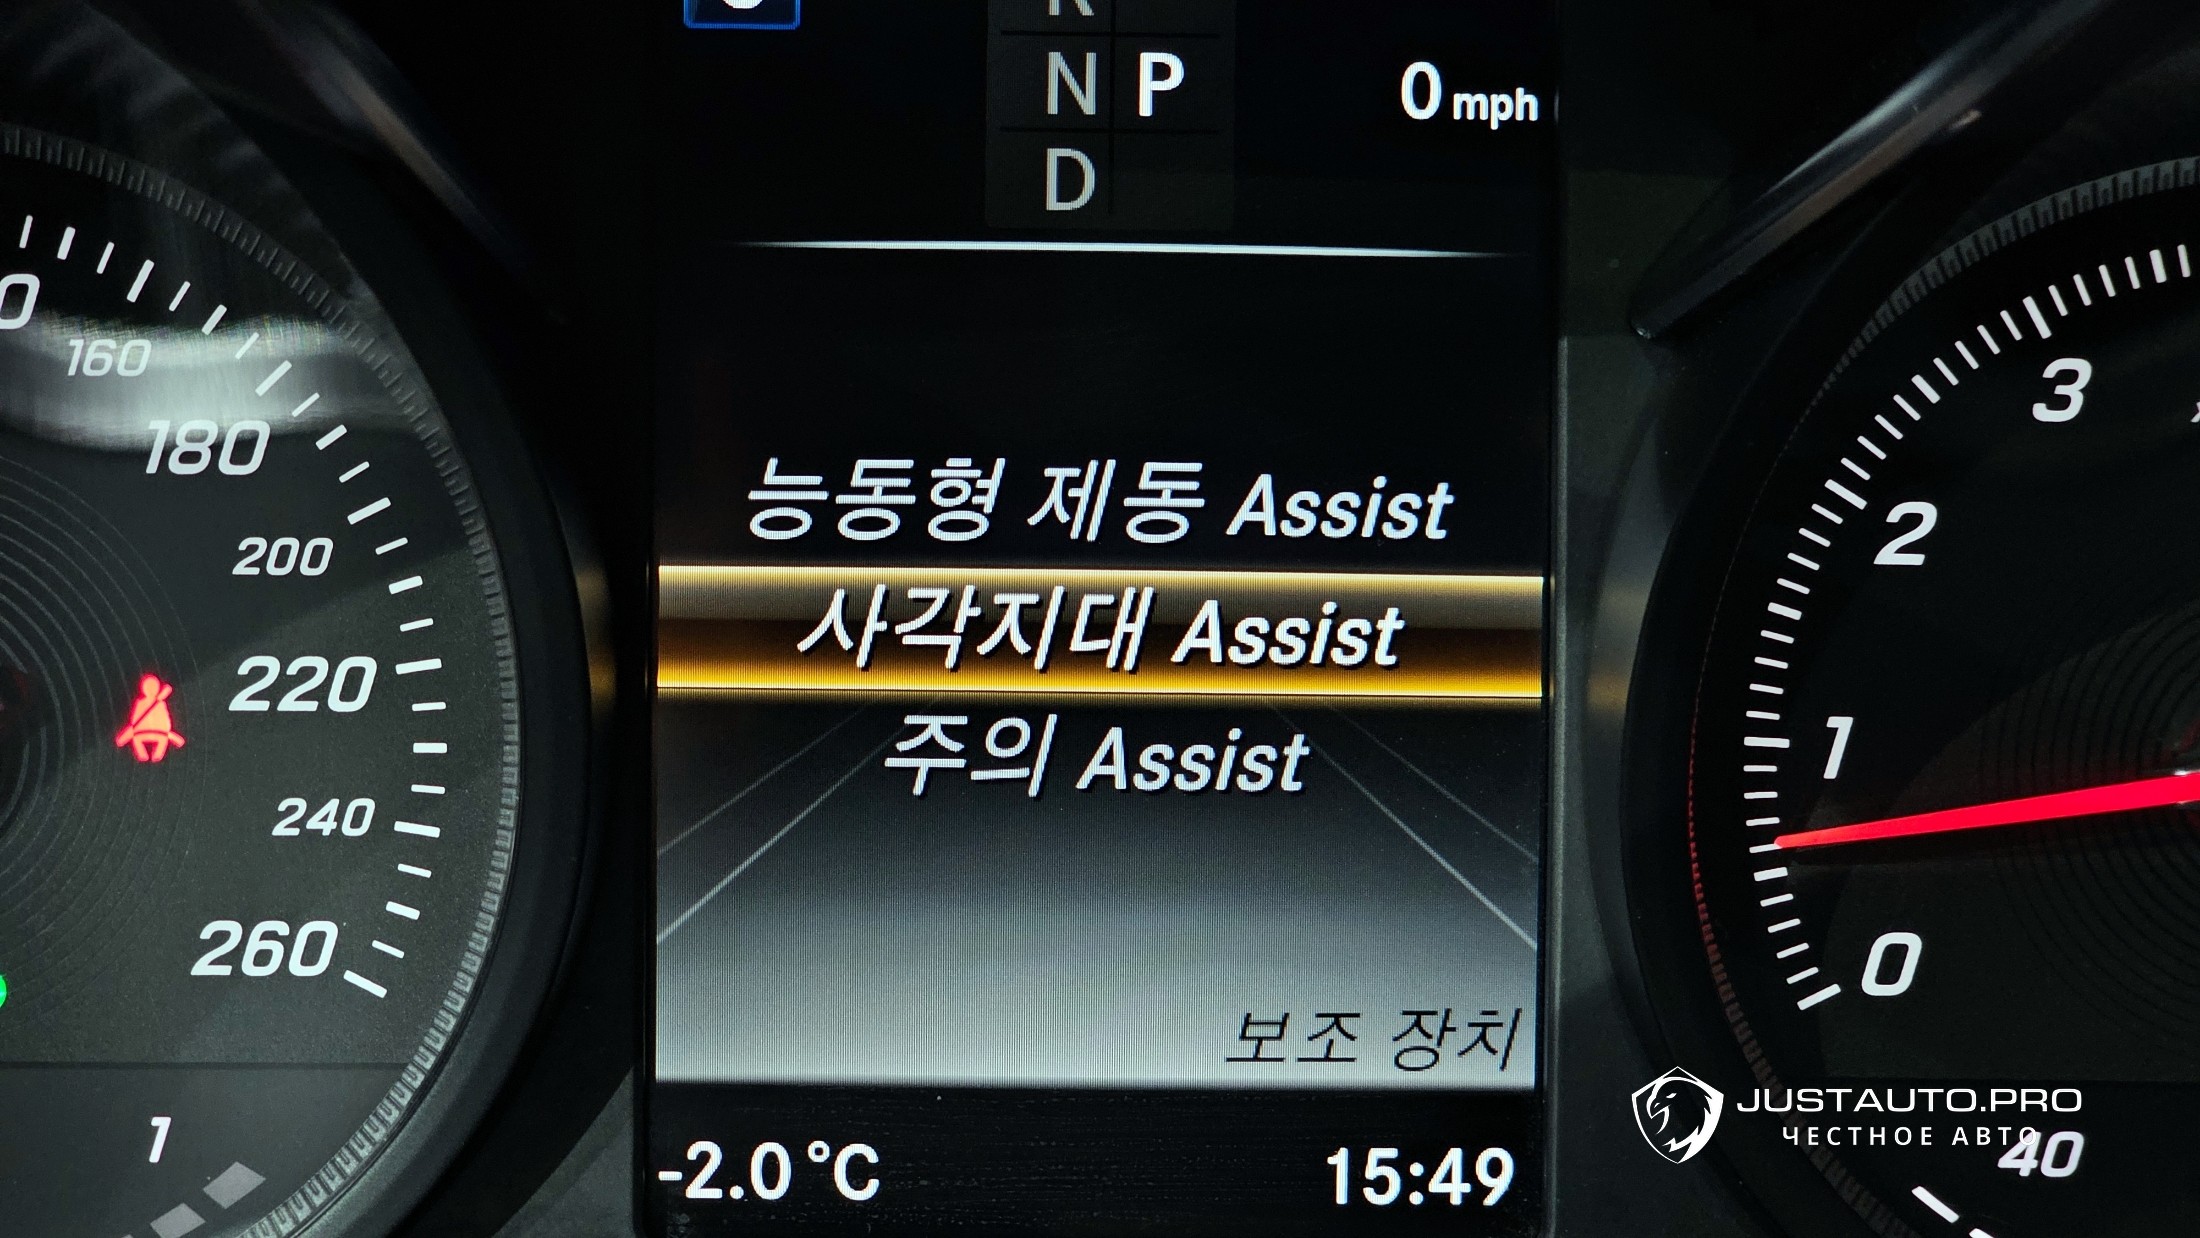 N P
0 mph
D
160
180
200
220
240
260
1
능동형 제동 Assist
사각지대 Assist
주의 Assist
보조 장치
-2.0 °C
15:49
3
2
1
0
40
JUSTAUTO.PRO
ЧЕСТНОЕ АВТО